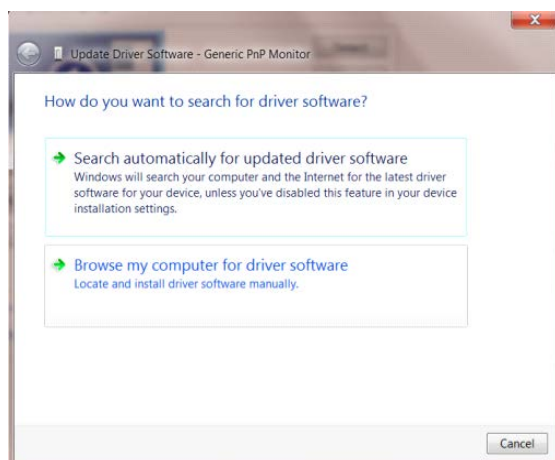 Update Driver Software - Generic PnP Monitor
How do you want to search for driver software?
Search automatically for updated driver software
Windows will search your computer and the Internet for the latest driver
software for your device, unless you've disabled this feature in your device
installation settings.
Browse my computer for driver software
Locate and install driver software manually.
Cancel